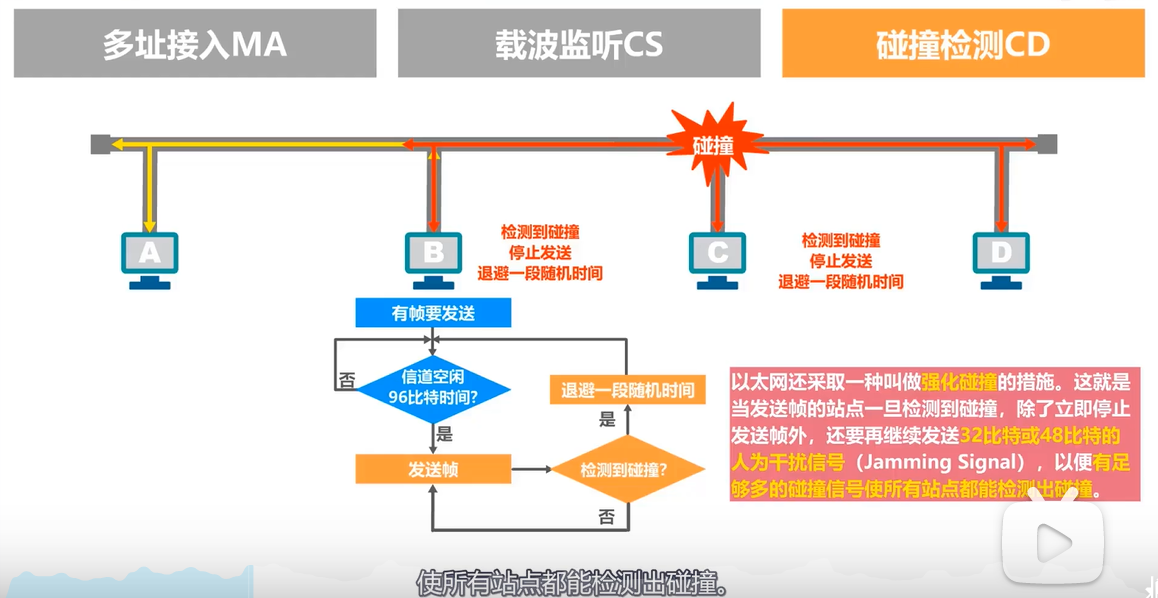 多址接入MA
载波监听CS
碰撞检测CD
碰撞
A
B
C
D
检测到碰撞
停止发送
退避一段随机时间
检测到碰撞
停止发送
退避一段随机时间
有帧要发送
信道空闲
96比特时间?
否
是
发送帧
检测到碰撞?
是
否
退避一段随机时间
以太网还采取一种叫做强化碰撞的措施。这就是
当发送帧的站点一旦检测到碰撞，除了立即停止
发送帧外，还要再继续发送32比特或48比特的
人为干扰信号（Jamming Signal），以便有足
够多的碰撞信号使所有站点都能检测出碰撞。
使所有站点都能检测出碰撞。